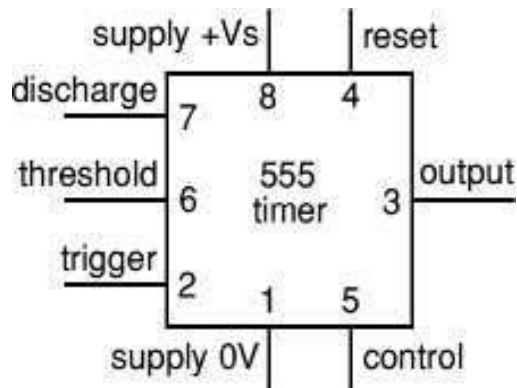 supply +Vs
reset
discharge
8
4
7
threshold
555
output
6
timer
3
trigger
2
1
5
supply 0V
control